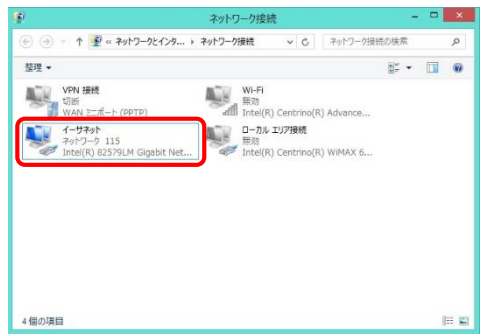 ネットワーク接続
« ネットワークとインタ... ▸ ネットワーク接続
ネットワーク接続の検索
整理
VPN 接続
切断
WAN ミニポート (PPTP)
Wi-Fi
無効
Intel(R) Centrino(R) Advance...
イーサネット
ネットワーク 115
Intel(R) 82579LM Gigabit Net...
ローカル エリア接続
無効
Intel(R) Centrino(R) WiMAX 6...
4 個の項目